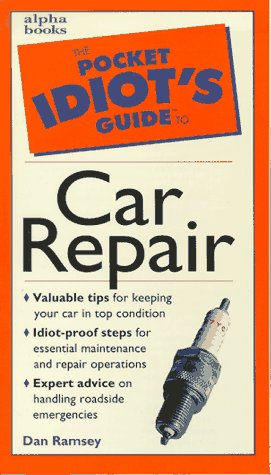 alpha
books
THE
POCKET
IDIOT'S
GUIDE™ TO
Car
Repair
♦ Valuable tips for keeping
your car in top condition
♦ Idiot-proof steps for
essential maintenance
and repair operations
♦ Expert advice on
handling roadside
emergencies
Dan Ramsey